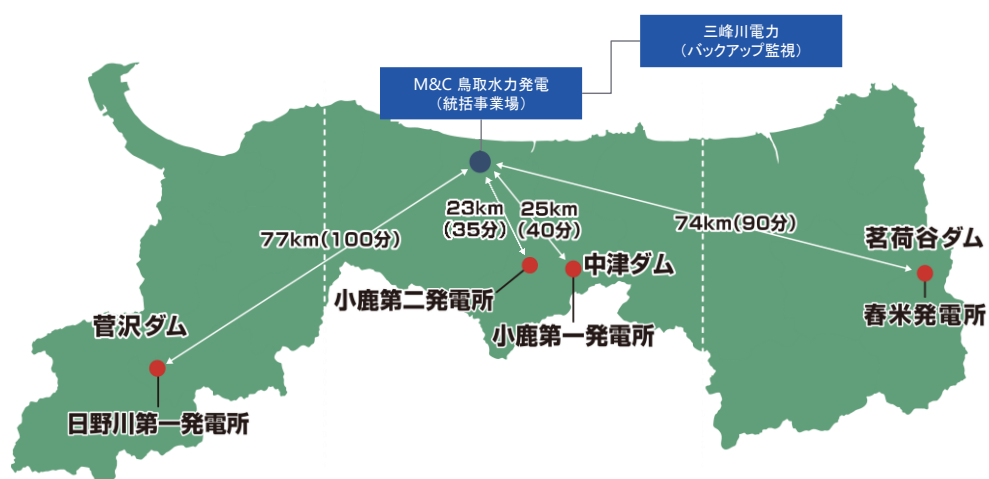 三峰川電力
（バックアップ監視）
M&C 鳥取水力発電
（統括事業場）
23km
(35分)
25km
(40分)
77km(100分)
74km(90分)
茗荷谷ダム
中津ダム
小鹿第二発電所
舂米発電所
小鹿第一発電所
菅沢ダム
日野川第一発電所